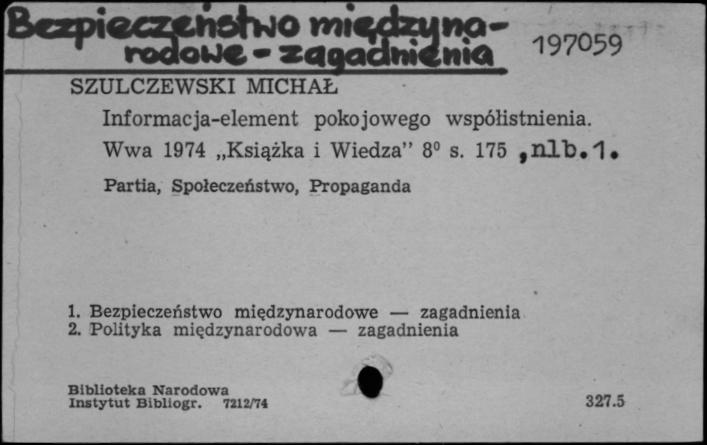 Bezpieczeństwo międzyna-
rodowe - zagadnienia
197059
SZULCZEWSKI MICHAŁ
Informacja-element pokojowego współistnienia.
Wwa 1974 „Książka i Wiedza” 8⁰ s. 175 , nlb. 1.
Partia, Społeczeństwo, Propaganda
1. Bezpieczeństwo międzynarodowe — zagadnienia
2. Polityka międzynarodowa — zagadnienia
Biblioteka Narodowa
Instytut Bibliogr. 7212/74
327.5